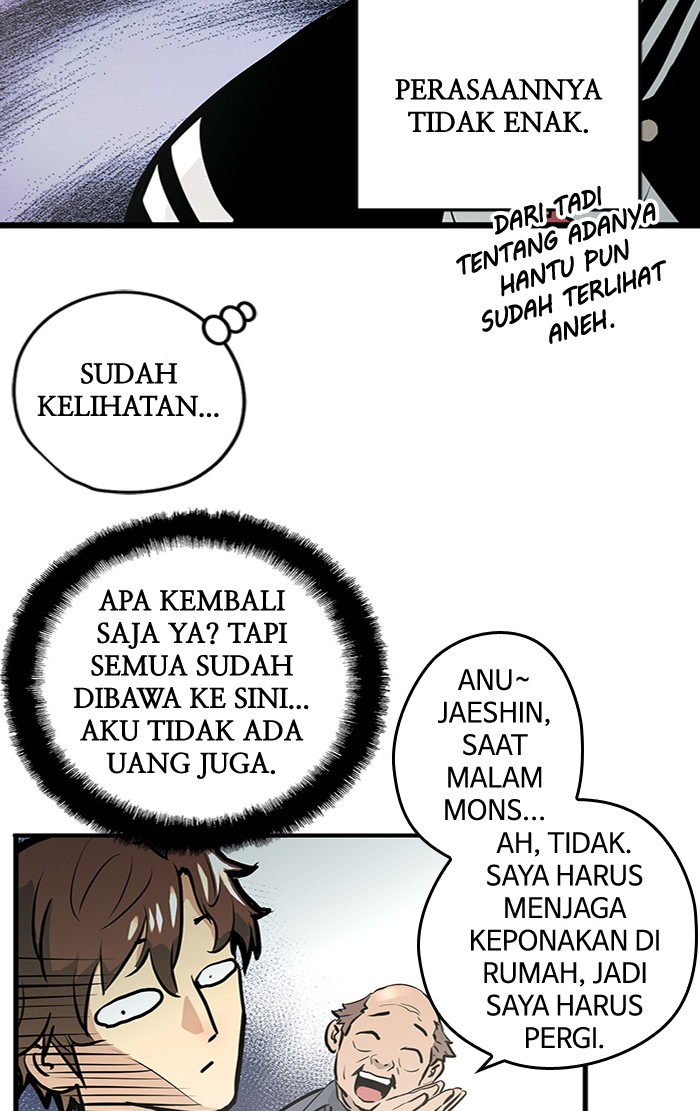 PERASAANNYA
TIDAK ENAK.
DARI TADI
TENTANG ADANYA
HANTU PUN
SUDAH TERLIHAT
ANEH.
SUDAH
KELIHATAN...
APA KEMBALI
SAJA YA? TAPI
SEMUA SUDAH
DIBAWA KE SINI...
AKU TIDAK ADA
UANG JUGA.
ANU~
JAESHIN,
SAAT
MALAM
MONS...
AH, TIDAK.
SAYA HARUS
MENJAGA
KEPONAKAN DI
RUMAH, JADI
SAYA HARUS
PERGI.